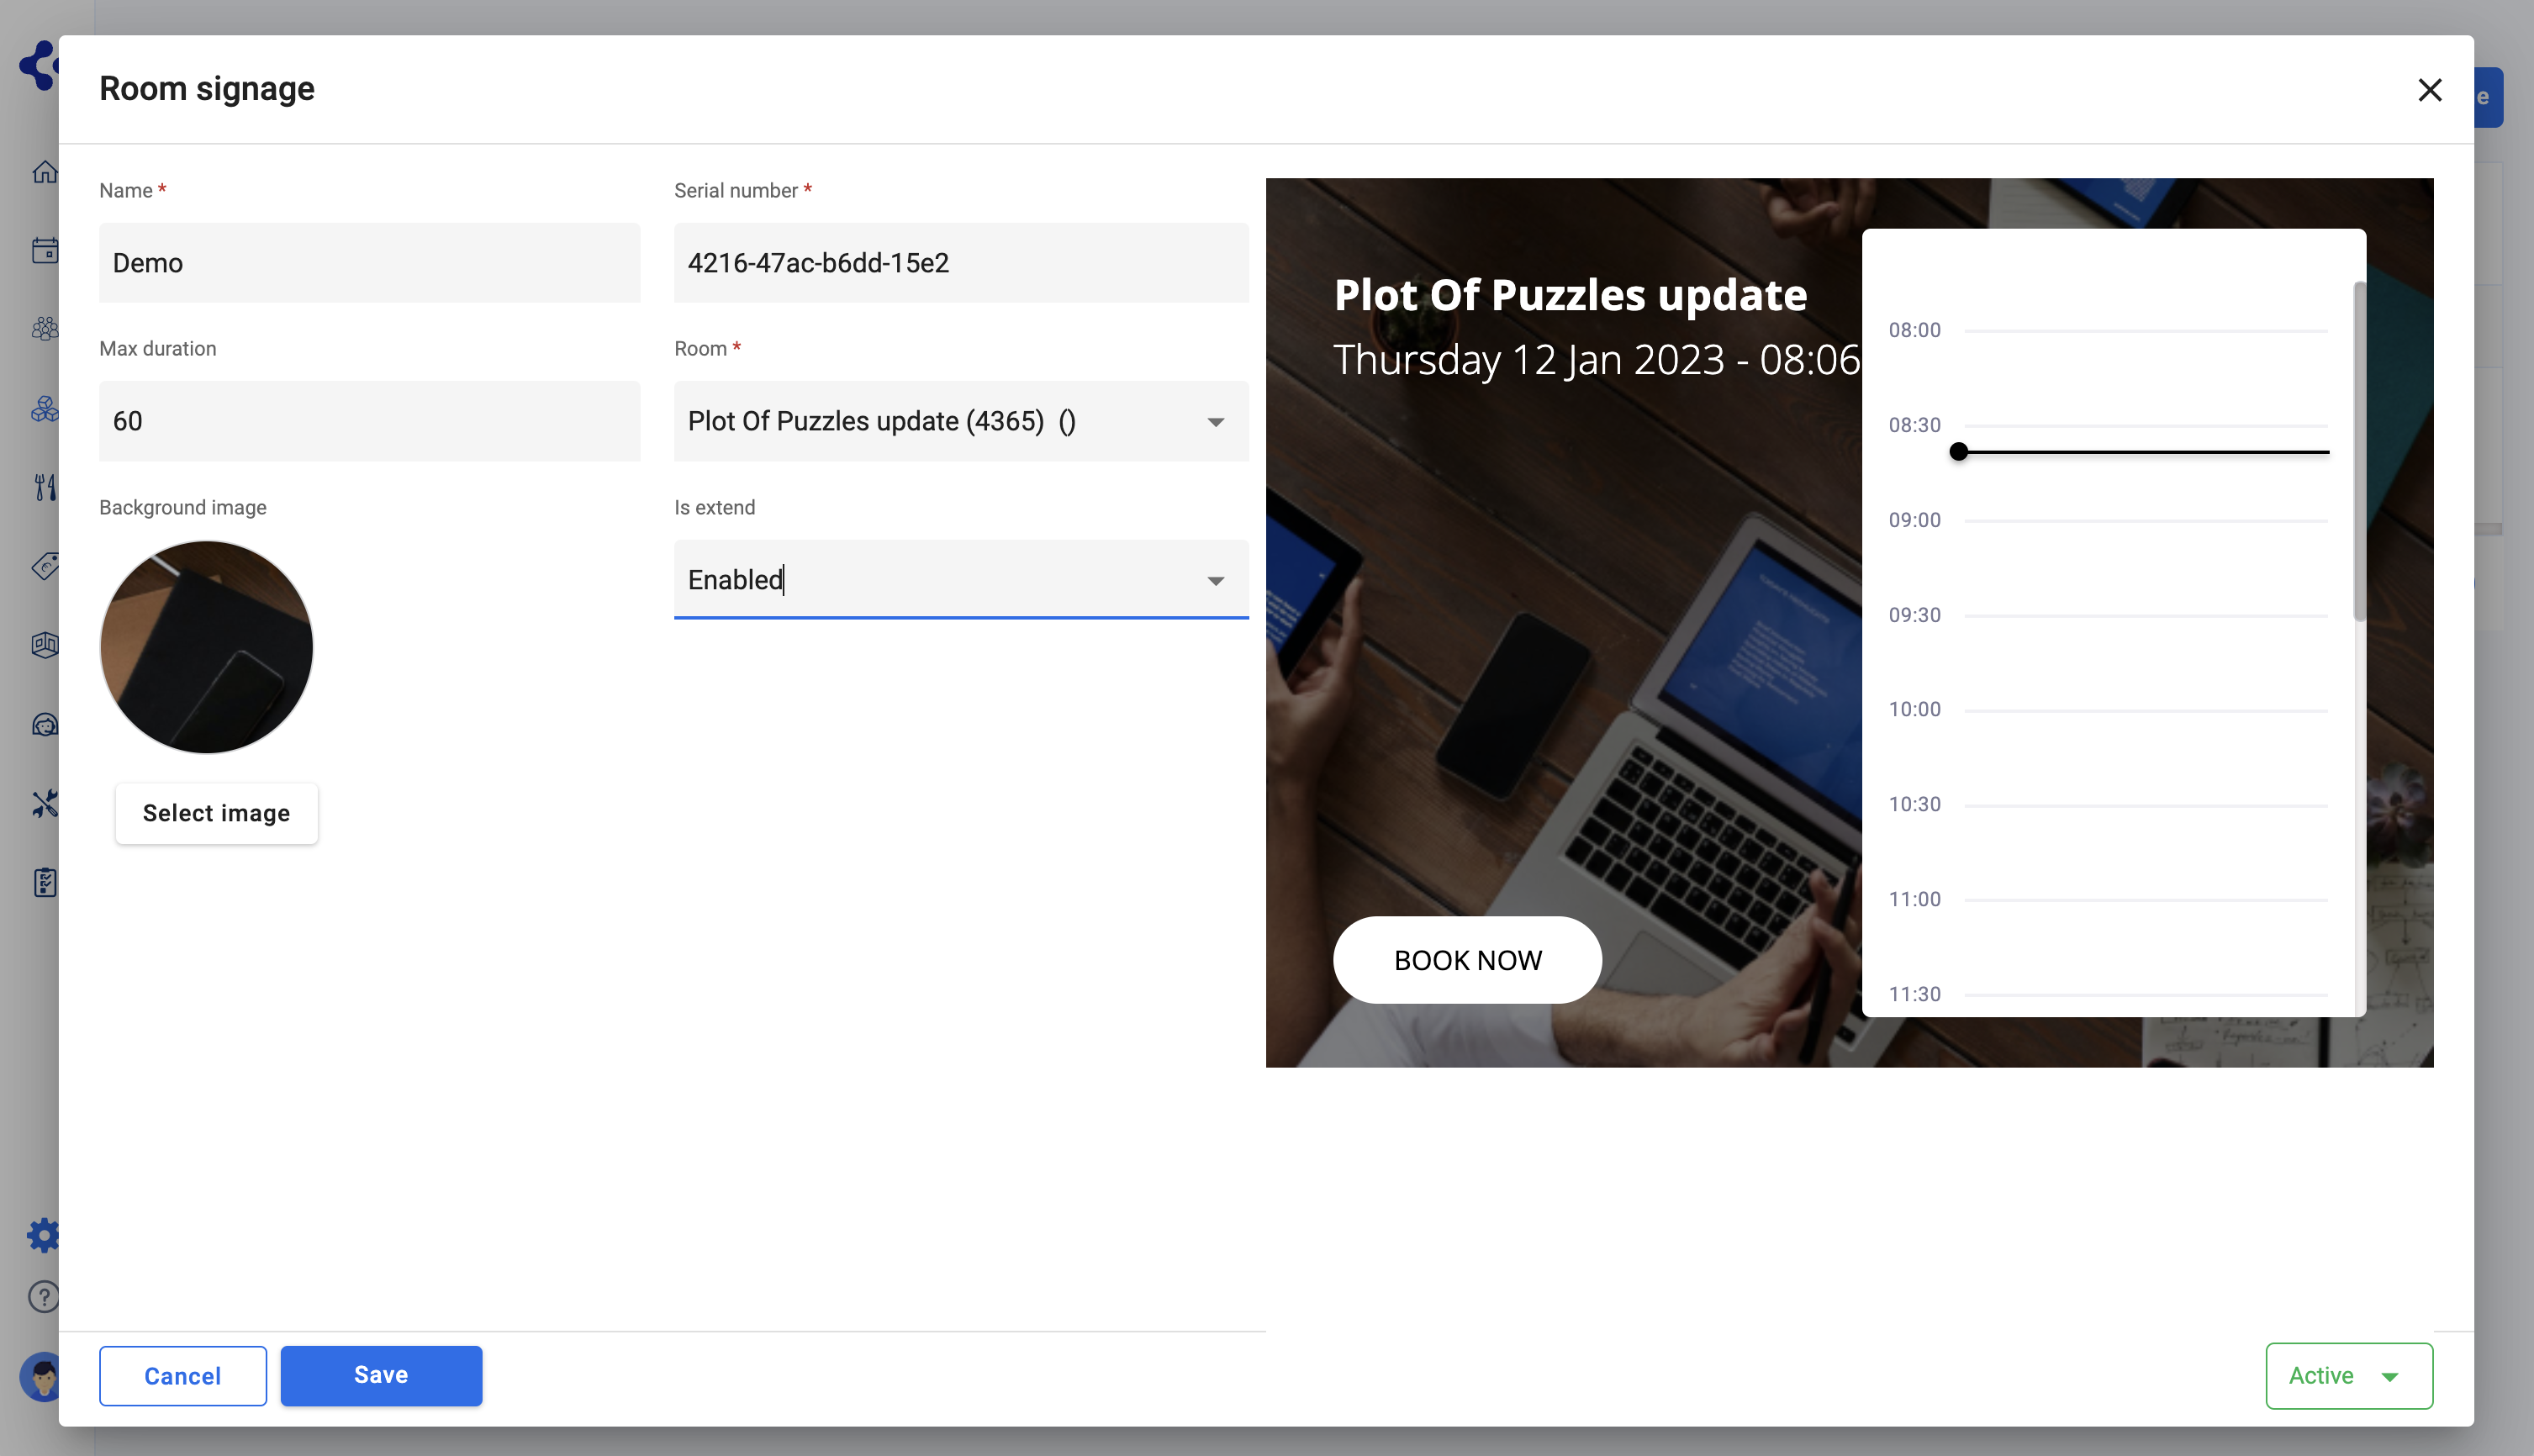 Room signage
e
Name *
Serial number *
Demo
4216-47ac-b6dd-15e2
Max duration
Room *
60
Plot Of Puzzles update (4365)  ()
Background image
Is extend
Enabled
Select image
Plot Of Puzzles update
Thursday 12 Jan 2023 - 08:06
08:00
08:30
09:00
09:30
10:00
10:30
11:00
11:30
BOOK NOW
Cancel
Save
Active
?